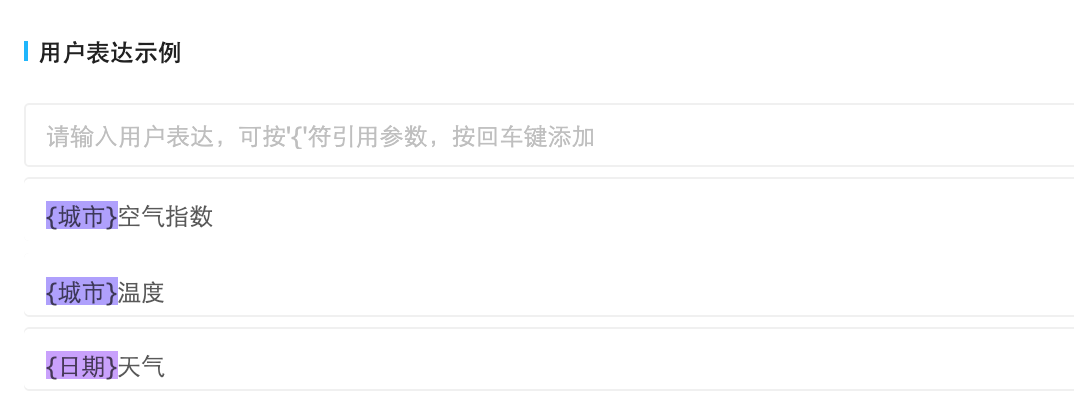 用户表达示例
请输入用户表达，可按'{'符引用参数，按回车键添加
{城市}空气指数
{城市}温度
{日期}天气